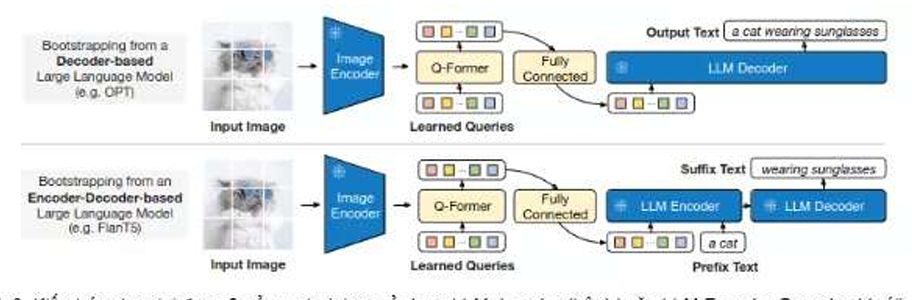 Bootstrapping from a
Decoder-based
Large Language Model
(e.g. OPT)
Input Image
Image
Encoder
Q-Former
Learned Queries
Fully
Connected
Output Text
a cat wearing sunglasses
LLM Decoder
Bootstrapping from an
Encoder-Decoder-based
Large Language Model
(e.g. FlanT5)
Input Image
Image
Encoder
Q-Former
Learned Queries
Fully
Connected
Suffix Text
wearing sunglasses
LLM Encoder
LLM Decoder
a cat
Prefix Text